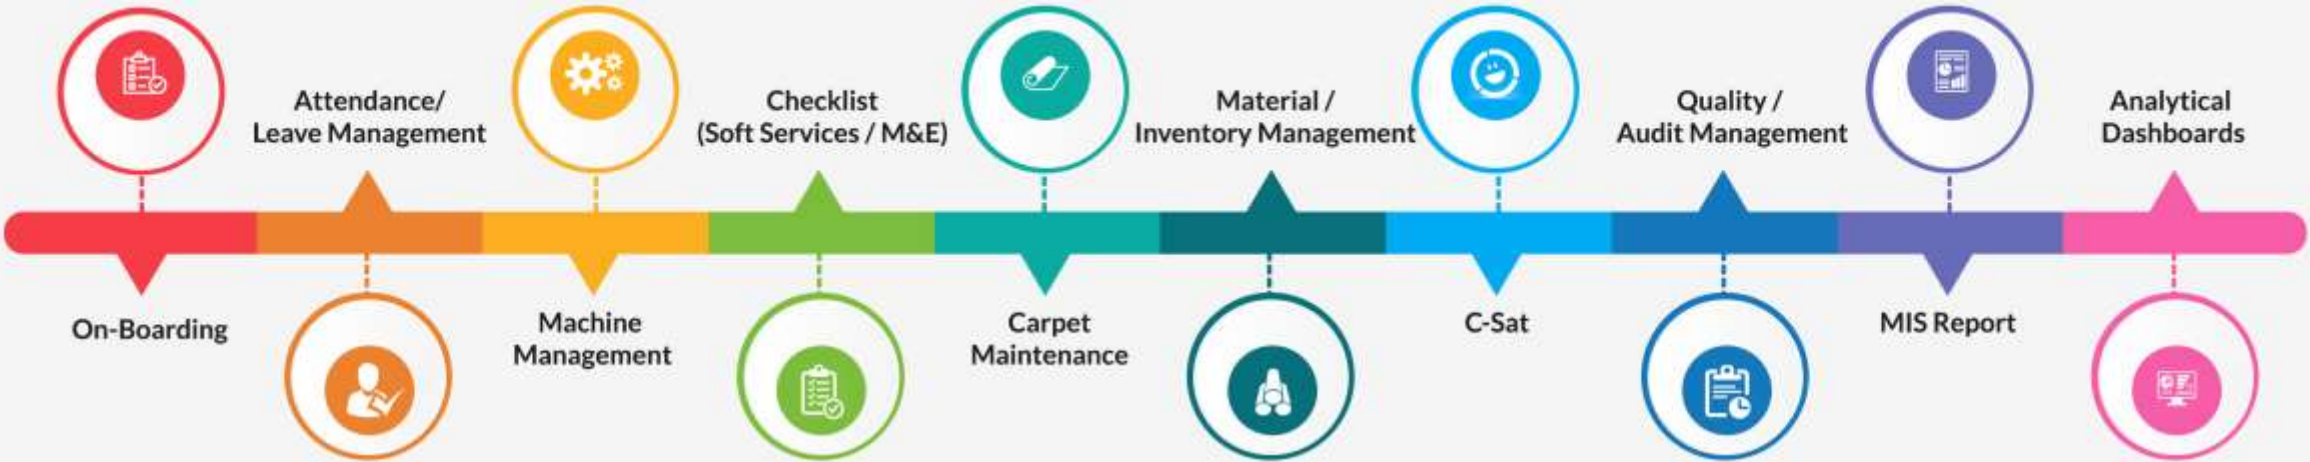 On-Boarding
Attendance/
Leave Management
Machine
Management
Checklist
(Soft Services / M&E)
Carpet
Maintenance
Material /
Inventory Management
C-Sat
Quality /
Audit Management
MIS Report
Analytical
Dashboards